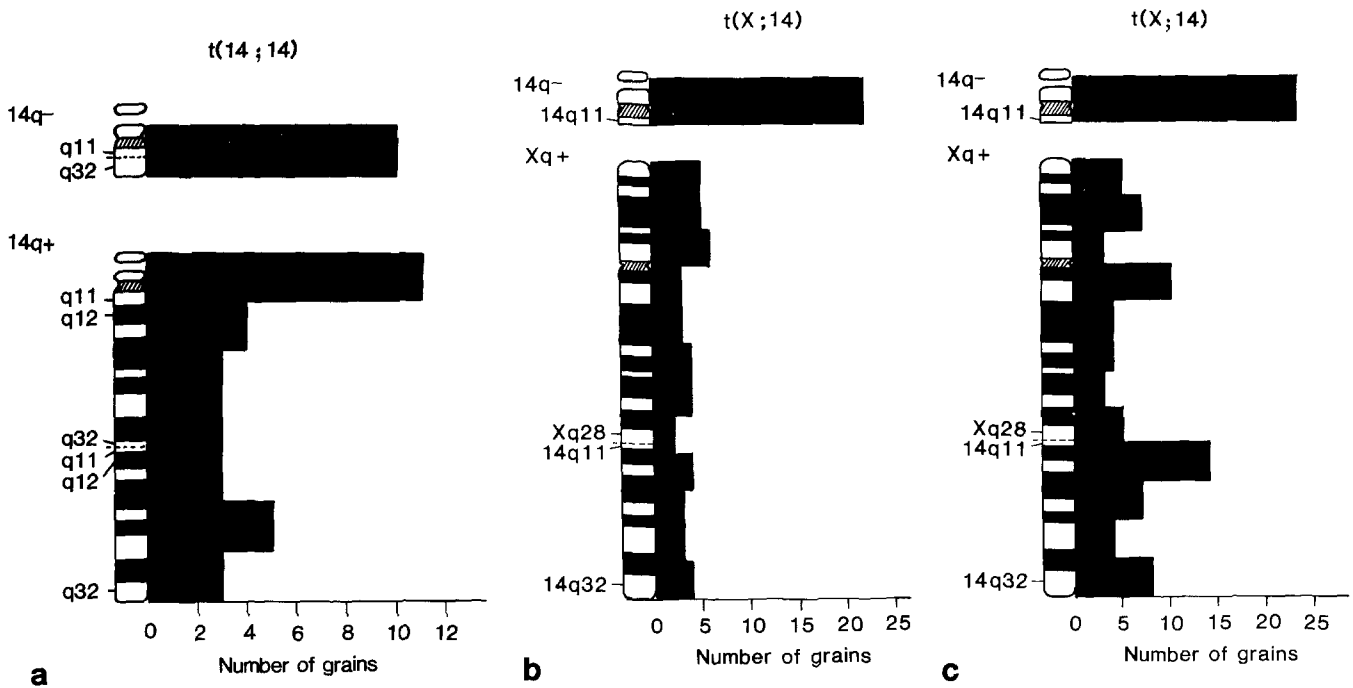 t(14;14)
14q-
q11
q32
14q+
q11
q12
q32
q11
q12
q32
0 2 4 6 8 10 12
Number of grains
a
t(X;14)
14q-
14q11
Xq+
Xq28
14q11
14q32
0 5 10 15 20 25
Number of grains
b
t(X;14)
14q-
14q11
Xq+
Xq28
14q11
14q32
0 5 10 15 20 25
Number of grains
c